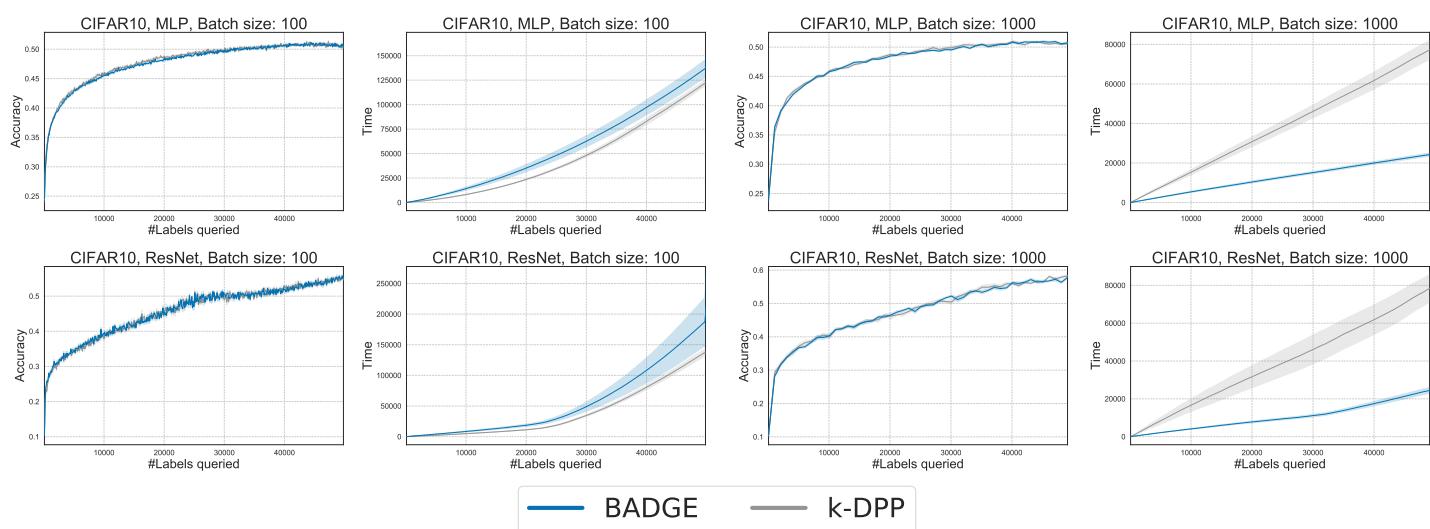 CIFAR10, MLP, Batch size: 100
0.50
0.45
0.40
0.35
0.30
0.25
Accuracy
10000 20000 30000 40000
#Labels queried
CIFAR10, MLP, Batch size: 100
150000
125000
100000
75000
50000
25000
0
Time
10000 20000 30000 40000
#Labels queried
CIFAR10, MLP, Batch size: 1000
0.50
0.45
0.40
0.35
0.30
0.25
Accuracy
10000 20000 30000 40000
#Labels queried
CIFAR10, MLP, Batch size: 1000
80000
60000
40000
20000
0
Time
10000 20000 30000 40000
#Labels queried
CIFAR10, ResNet, Batch size: 100
0.5
0.4
0.3
0.2
0.1
Accuracy
10000 20000 30000 40000
#Labels queried
CIFAR10, ResNet, Batch size: 100
250000
200000
150000
100000
50000
0
Time
10000 20000 30000 40000
#Labels queried
CIFAR10, ResNet, Batch size: 1000
0.6
0.5
0.4
0.3
0.2
0.1
Accuracy
10000 20000 30000 40000
#Labels queried
CIFAR10, ResNet, Batch size: 1000
80000
60000
40000
20000
0
Time
10000 20000 30000 40000
#Labels queried
BADGE k-DPP